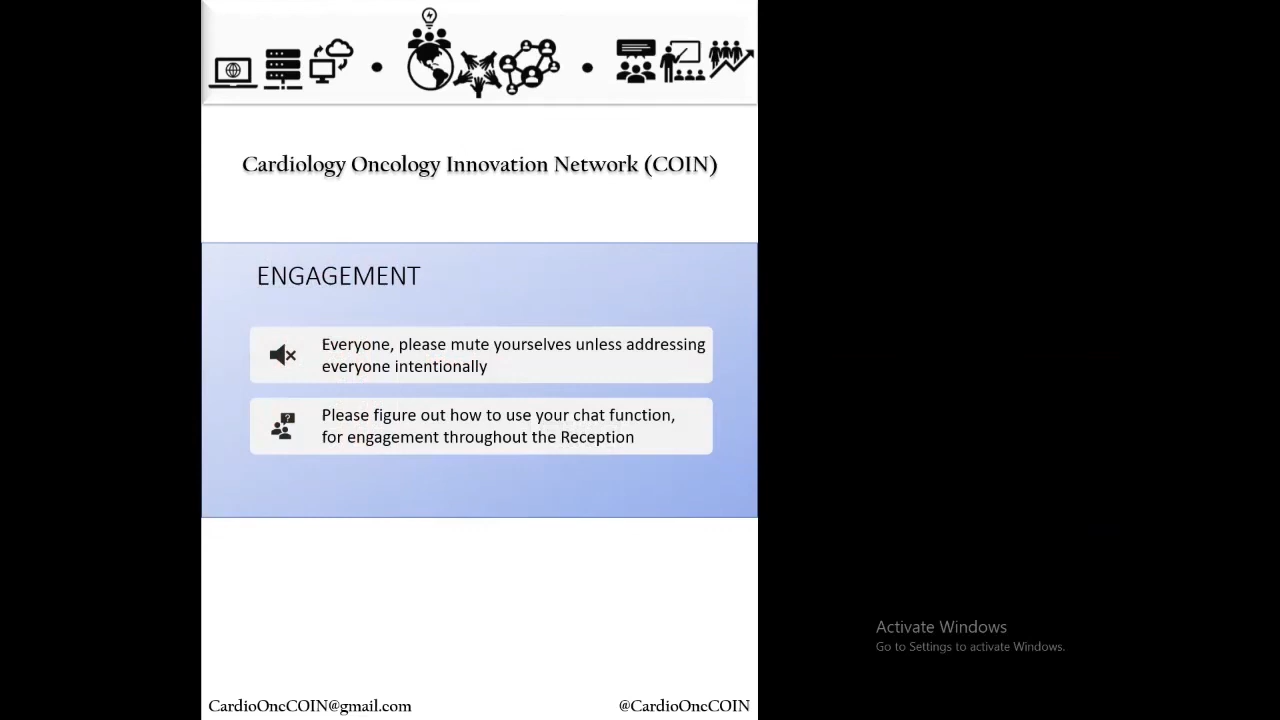 Cardiology Oncology Innovation Network (COIN)
ENGAGEMENT
Everyone, please mute yourselves unless addressing
everyone intentionally
?
Please figure out how to use your chat function,
for engagement throughout the Reception
Activate Windows
Go to Settings to activate Windows.
CardioOncCOIN@gmail.com
@CardioOncCOIN